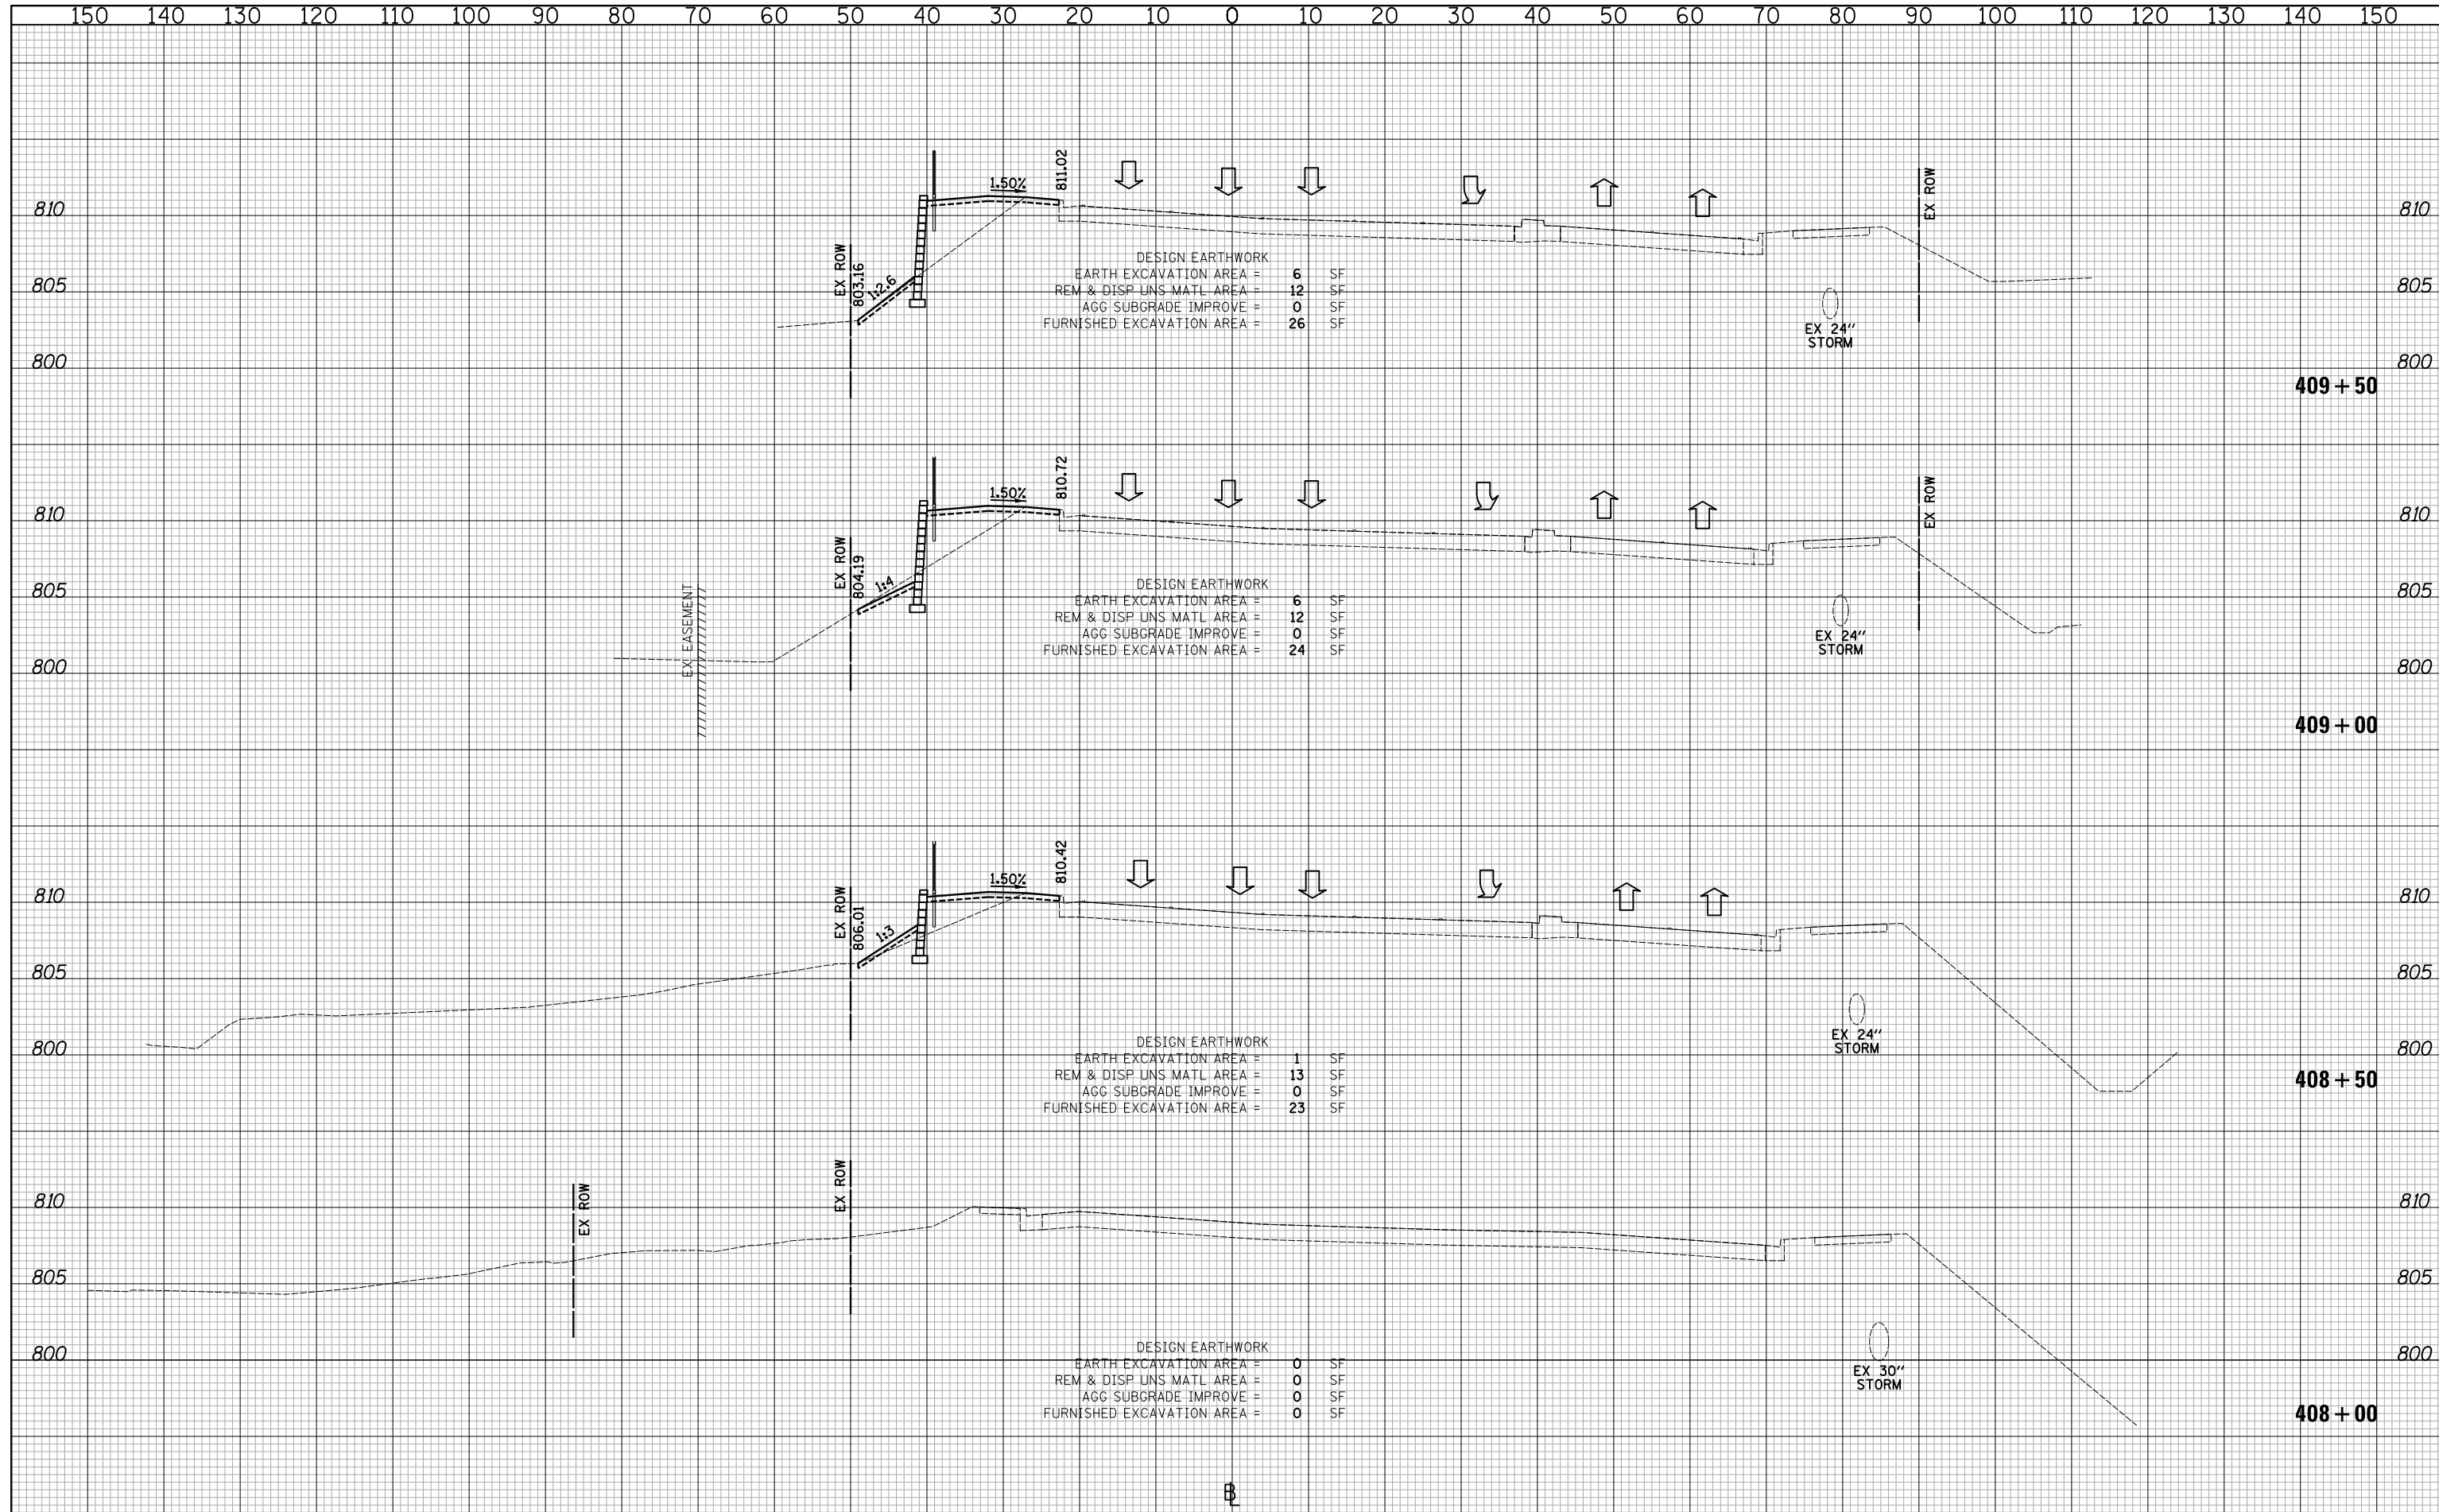 150 140 130 120 110 100 90 80 70 60 50 40 30 20 10 0 10 20 30 40 50 60 70 80 90 100 110 120 130 140 150
811.02
1.50%
EX ROW
810 810
EX ROW
803.16
1:2.6
DESIGN EARTHWORK
EARTH EXCAVATION AREA = 6 SF
805 805
REM & DISP UNS MATL AREA = 12 SF
AGG SUBGRADE IMPROVE = 0 SF
FURNISHED EXCAVATION AREA = 26 SF
EX 24"
STORM
800 800
409+50
810.72
1.50%
EX ROW
810 810
EX ROW
804.19
1:4
EX EASEMENT
DESIGN EARTHWORK
805 805
EARTH EXCAVATION AREA = 6 SF
REM & DISP UNS MATL AREA = 12 SF
AGG SUBGRADE IMPROVE = 0 SF
FURNISHED EXCAVATION AREA = 24 SF
EX 24"
STORM
800 800
409+00
810.42
1.50%
810 810
EX ROW
806.01
1:3
805 805
EX 24"
STORM
800 800
DESIGN EARTHWORK
EARTH EXCAVATION AREA = 1 SF
REM & DISP UNS MATL AREA = 13 SF
AGG SUBGRADE IMPROVE = 0 SF
FURNISHED EXCAVATION AREA = 23 SF
408+50
EX ROW
EX ROW
810 810
805 805
800 800
DESIGN EARTHWORK
EARTH EXCAVATION AREA = 0 SF
REM & DISP UNS MATL AREA = 0 SF
AGG SUBGRADE IMPROVE = 0 SF
FURNISHED EXCAVATION AREA = 0 SF
EX 30"
STORM
408+00
BL